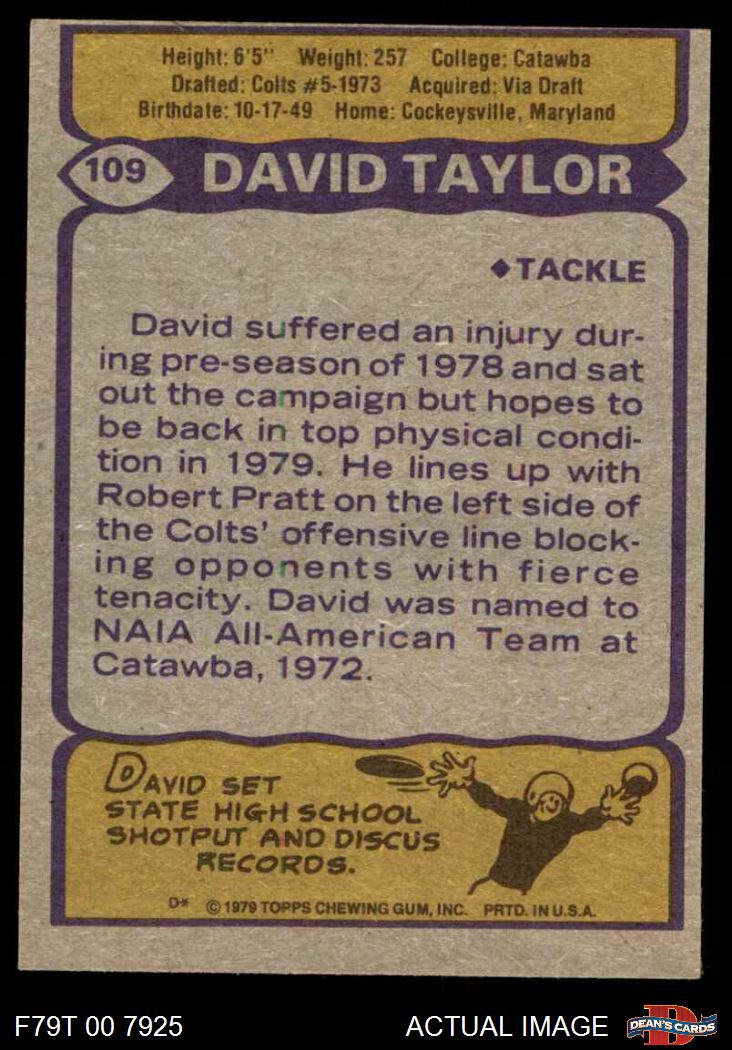 Height: 6'5" Weight: 257 College: Catawba
Drafted: Colts #5-1973 Acquired: Via Draft
Birthdate: 10-17-49 Home: Cockeysville, Maryland
109 DAVID TAYLOR
◆TACKLE
David suffered an injury dur-
ing pre-season of 1978 and sat
out the campaign but hopes to
be back in top physical condi-
tion in 1979. He lines up with
Robert Pratt on the left side of
the Colts' offensive line block-
ing opponents with fierce
tenacity. David was named to
NAIA All-American Team at
Catawba, 1972.
DAVID SET
STATE HIGH SCHOOL
SHOTPUT AND DISCUS
RECORDS.
D* © 1979 TOPPS CHEWING GUM, INC. PRTD. IN U.S.A.
F79T 00 7925 ACTUAL IMAGE D DEAN'S CARDS